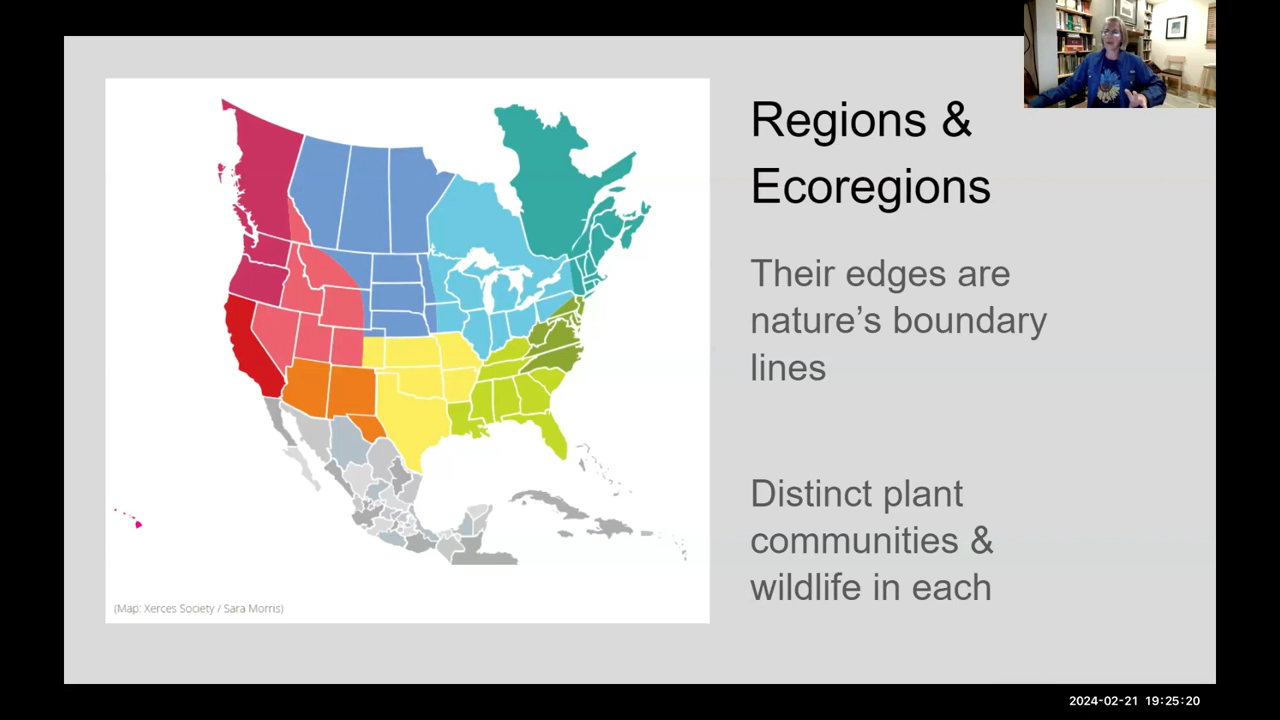 Regions &
Ecoregions
Their edges are
nature's boundary
lines
Distinct plant
communities &
wildlife in each
(Map: Xerces Society / Sara Morris)
2024-02-21 19:25:20